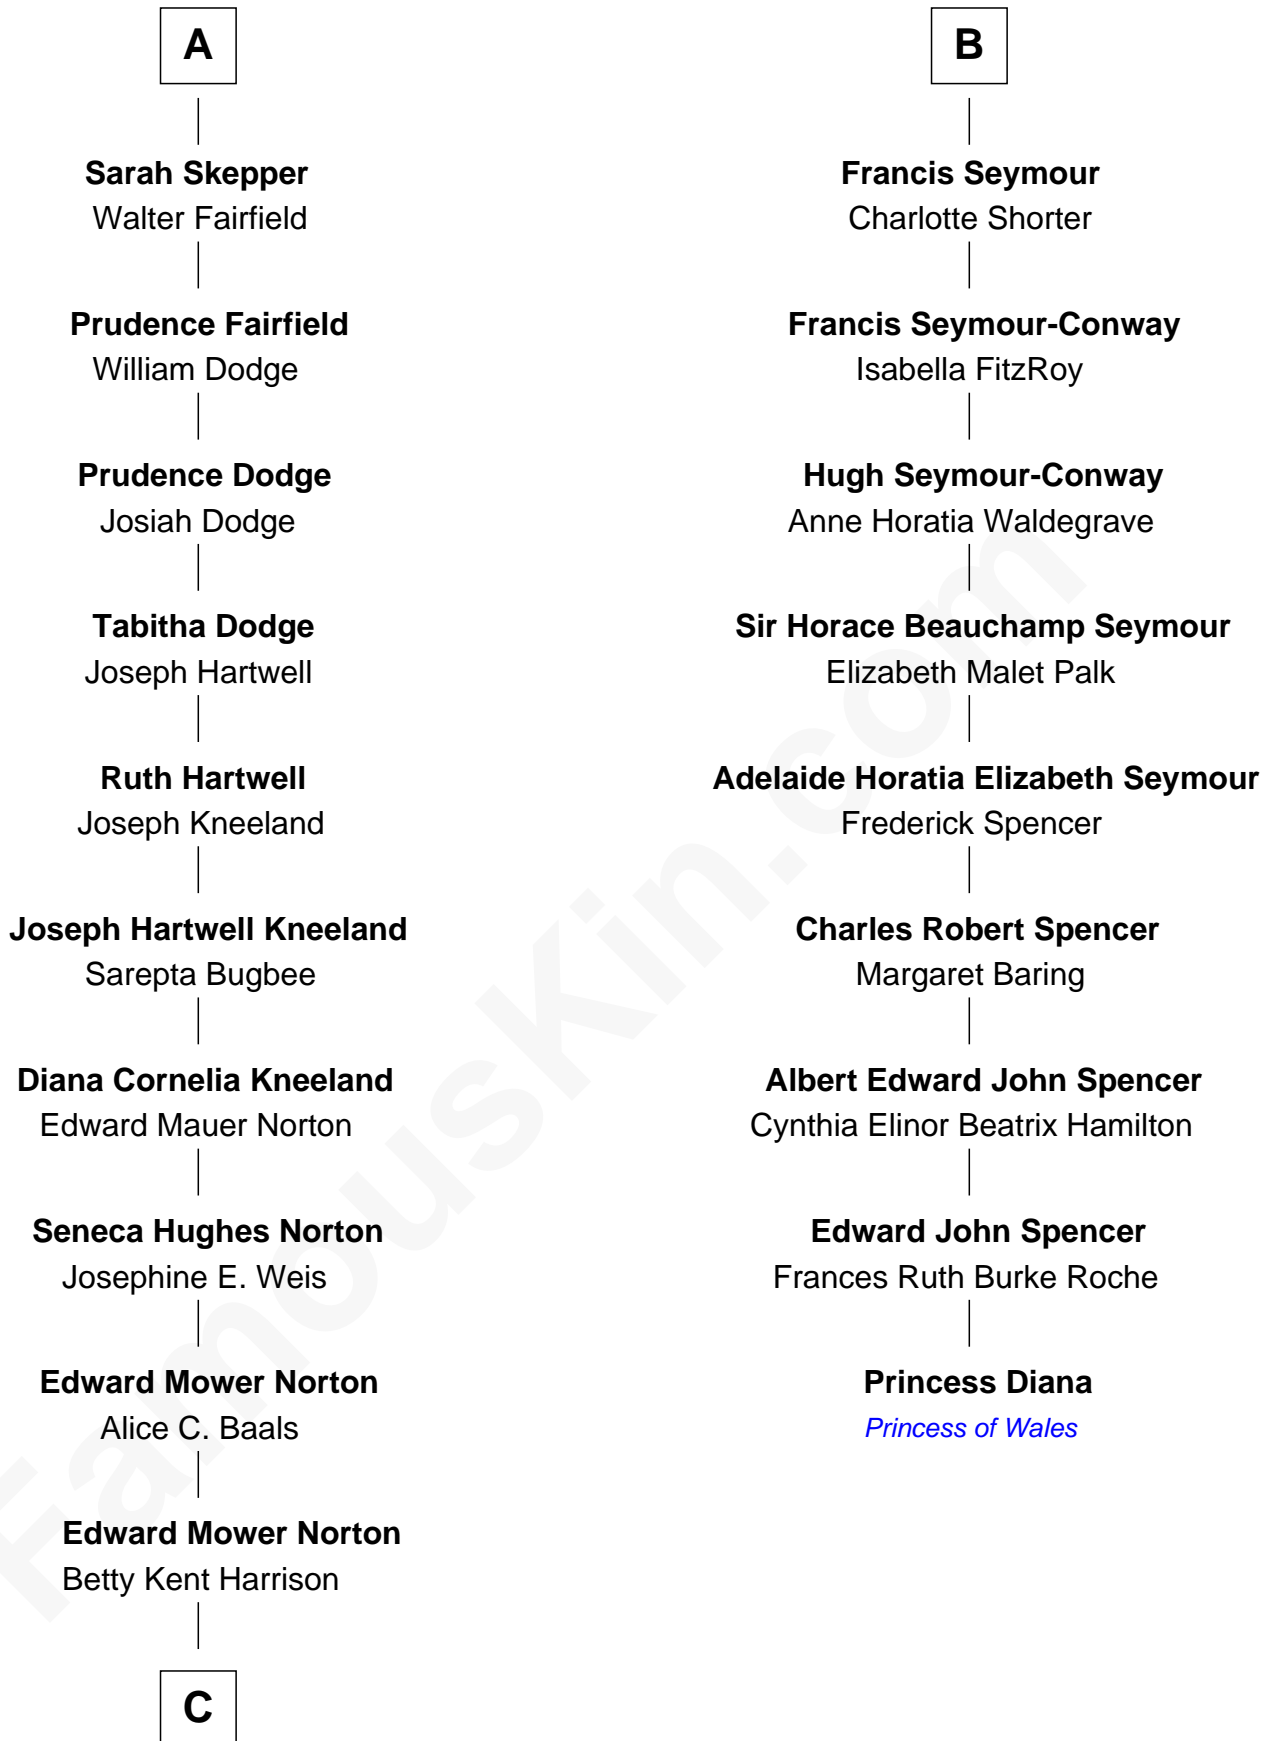 A
Sarah Skepper
Walter Fairfield
Prudence Fairfield
William Dodge
Prudence Dodge
Josiah Dodge
Tabitha Dodge
Joseph Hartwell
Ruth Hartwell
Joseph Kneeland
Joseph Hartwell Kneeland
Sarepta Bugbee
Diana Cornelia Kneeland
Edward Mauer Norton
Seneca Hughes Norton
Josephine E. Weis
Edward Mower Norton
Alice C. Baals
Edward Mower Norton
Betty Kent Harrison
C
B
Francis Seymour
Charlotte Shorter
Francis Seymour-Conway
Isabella FitzRoy
Hugh Seymour-Conway
Anne Horatia Waldegrave
Sir Horace Beauchamp Seymour
Elizabeth Malet Palk
Adelaide Horatia Elizabeth Seymour
Frederick Spencer
Charles Robert Spencer
Margaret Baring
Albert Edward John Spencer
Cynthia Elinor Beatrix Hamilton
Edward John Spencer
Frances Ruth Burke Roche
Princess Diana
Princess of Wales
FamousKin.com